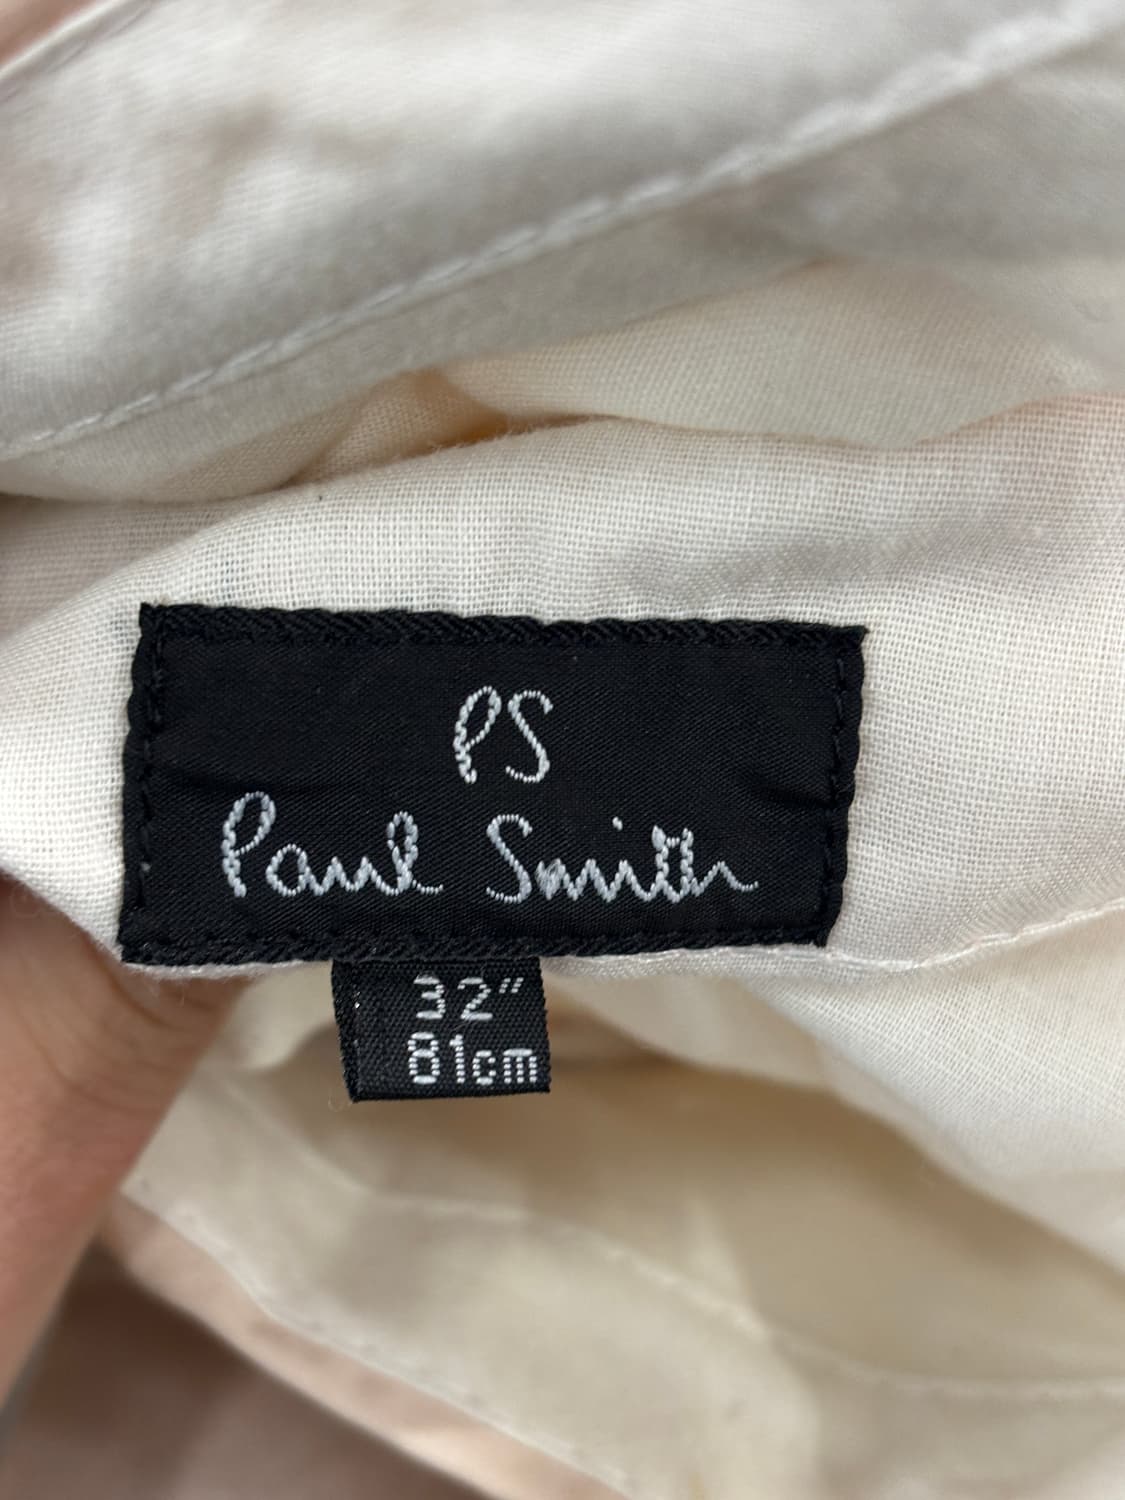 PS
Paul Smith
32"
81cm